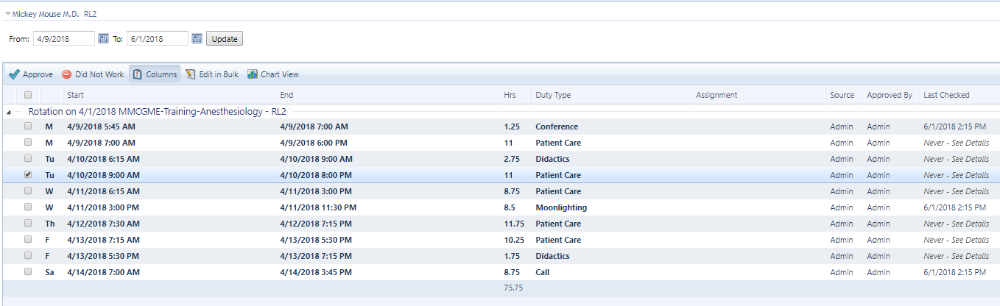 Mickey Mouse M.D. RL2
From: 4/9/2018 To: 6/1/2018 Update
Approve Did Not Work Columns Edit in Bulk Chart View
Start End Hrs Duty Type Assignment Source Approved By Last Checked
Rotation on 4/1/2018 MMCGME-Training-Anesthesiology - RL2
M 4/9/2018 5:45 AM 4/9/2018 7:00 AM 1.25 Conference Admin Admin 6/1/2018 2:15 PM
M 4/9/2018 7:00 AM 4/9/2018 6:00 PM 11 Patient Care Admin Admin Never - See Details
Tu 4/10/2018 6:15 AM 4/10/2018 9:00 AM 2.75 Didactics Admin Admin Never - See Details
Tu 4/10/2018 9:00 AM 4/10/2018 8:00 PM 11 Patient Care Admin Admin Never - See Details
W 4/11/2018 6:15 AM 4/11/2018 3:00 PM 8.75 Patient Care Admin Admin Never - See Details
W 4/11/2018 3:00 PM 4/11/2018 11:30 PM 8.5 Moonlighting Admin Admin 6/1/2018 2:15 PM
Th 4/12/2018 7:30 AM 4/12/2018 7:15 PM 11.75 Patient Care Admin Admin Never - See Details
F 4/13/2018 7:15 AM 4/13/2018 5:30 PM 10.25 Patient Care Admin Admin Never - See Details
F 4/13/2018 5:30 PM 4/13/2018 7:15 PM 1.75 Didactics Admin Admin Never - See Details
Sa 4/14/2018 7:00 AM 4/14/2018 3:45 PM 8.75 Call Admin Admin 6/1/2018 2:15 PM
75.75